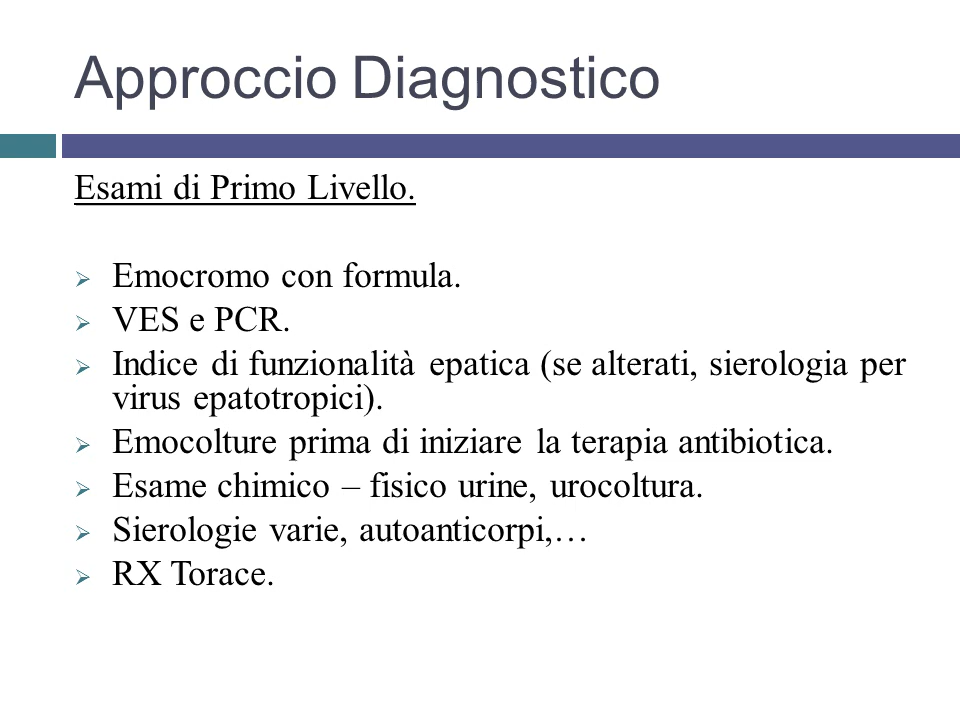 Approccio Diagnostico
Esami di Primo Livello.
Emocromo con formula.
VES e PCR.
Indice di funzionalità epatica (se alterati, sierologia per
virus epatotropici).
Emocolture prima di iniziare la terapia antibiotica.
Esame chimico – fisico urine, urocoltura.
Sierologie varie, autoanticorpi,…
RX Torace.